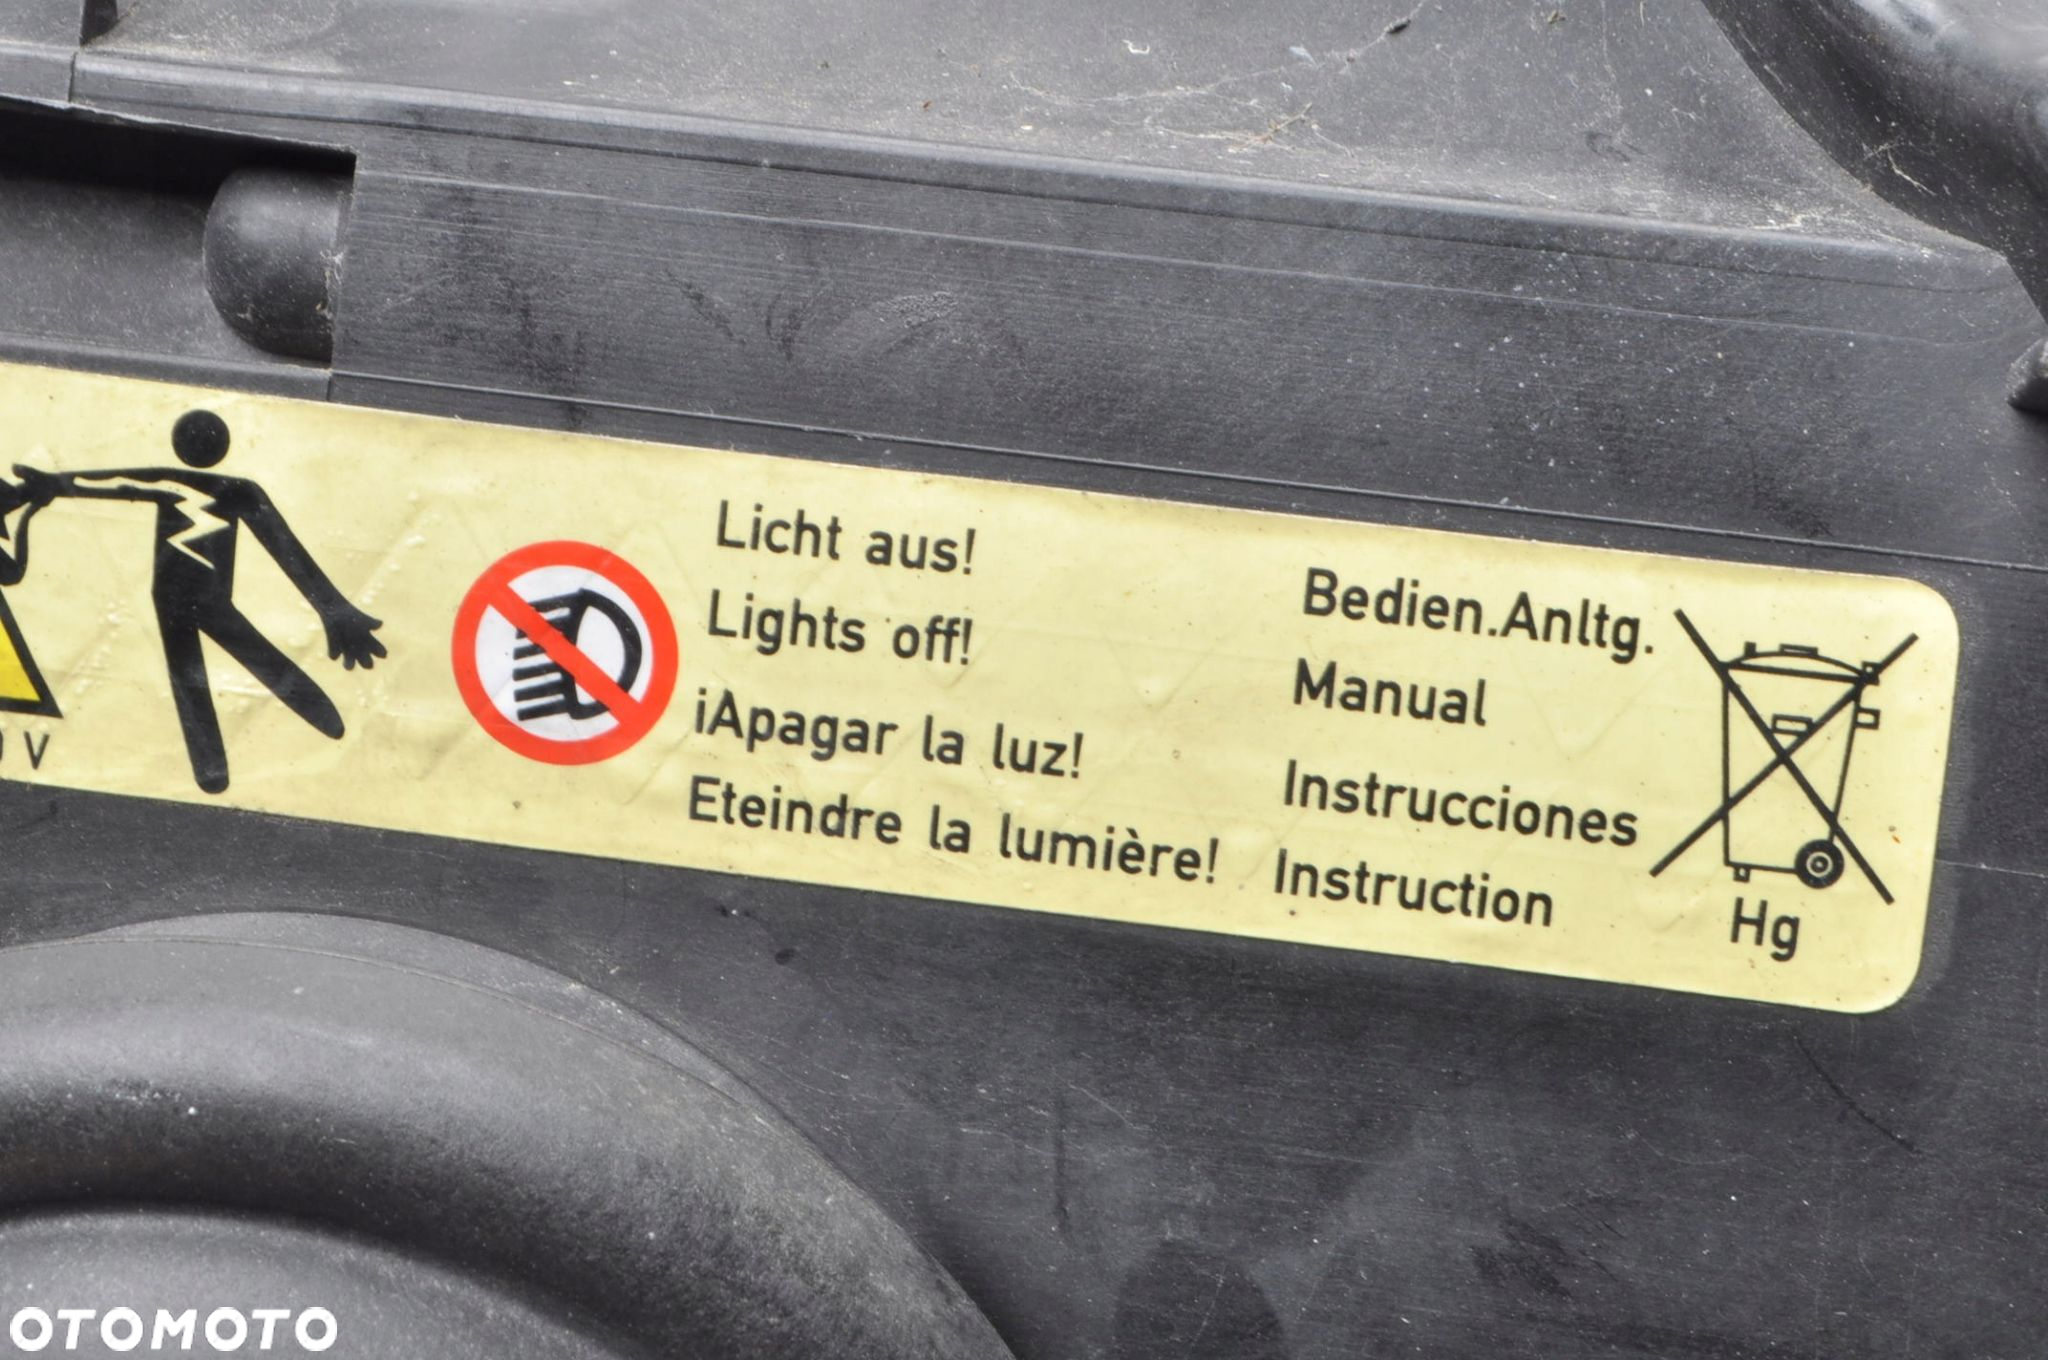 Licht aus!
Lights off!
¡Apagar la luz!
Eteindre la lumière!
Bedien.Anltg.
Manual
Instrucciones
Instruction
Hg
V
OTOMOTO